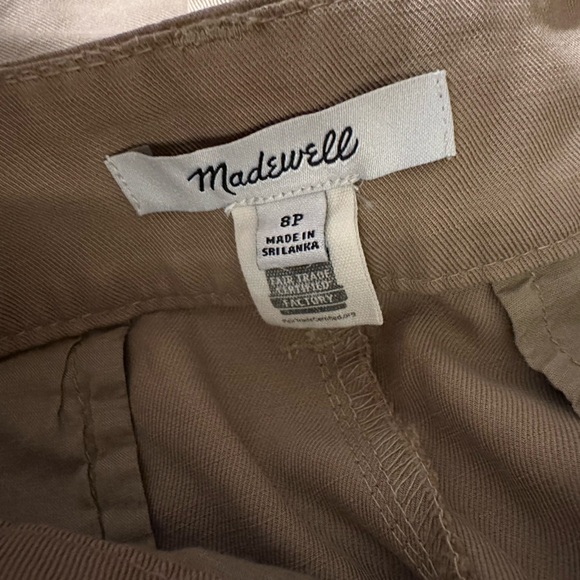 Madewell
8P
MADE IN
SRI LANKA
FAIR TRADE
CERTIFIED
FACTORY